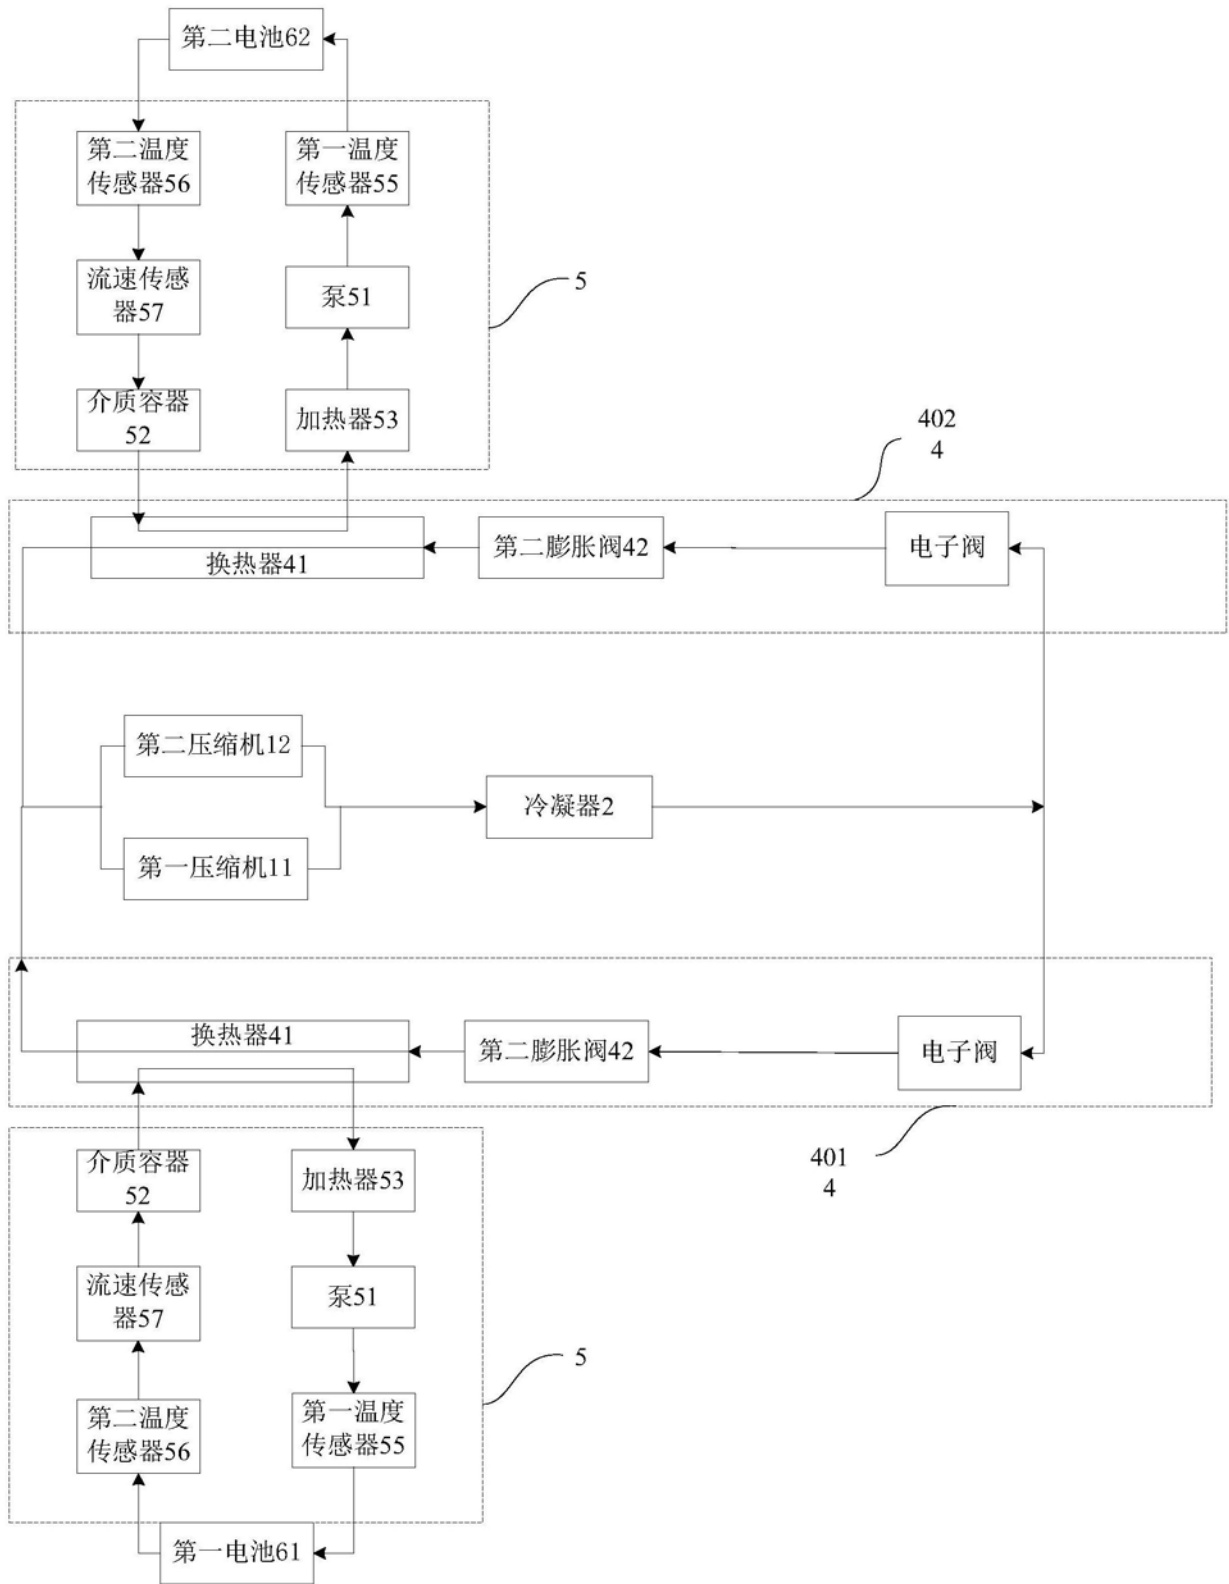 第二电池62
第二温度
传感器56
第一温度
传感器55
流速传感
器57
泵51
5
介质容器
52
加热器53
402
4
换热器41
第二膨胀阀42
电子阀
第二压缩机12
冷凝器2
第一压缩机11
换热器41
第二膨胀阀42
电子阀
介质容器
52
加热器53
401
4
流速传感
器57
泵51
5
第二温度
传感器56
第一温度
传感器55
第一电池61